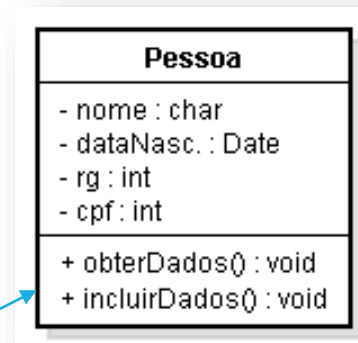 Pessoa
- nome : char
- dataNasc. : Date
- rg : int
- cpf : int
+ obterDados() : void
+ incluirDados() : void